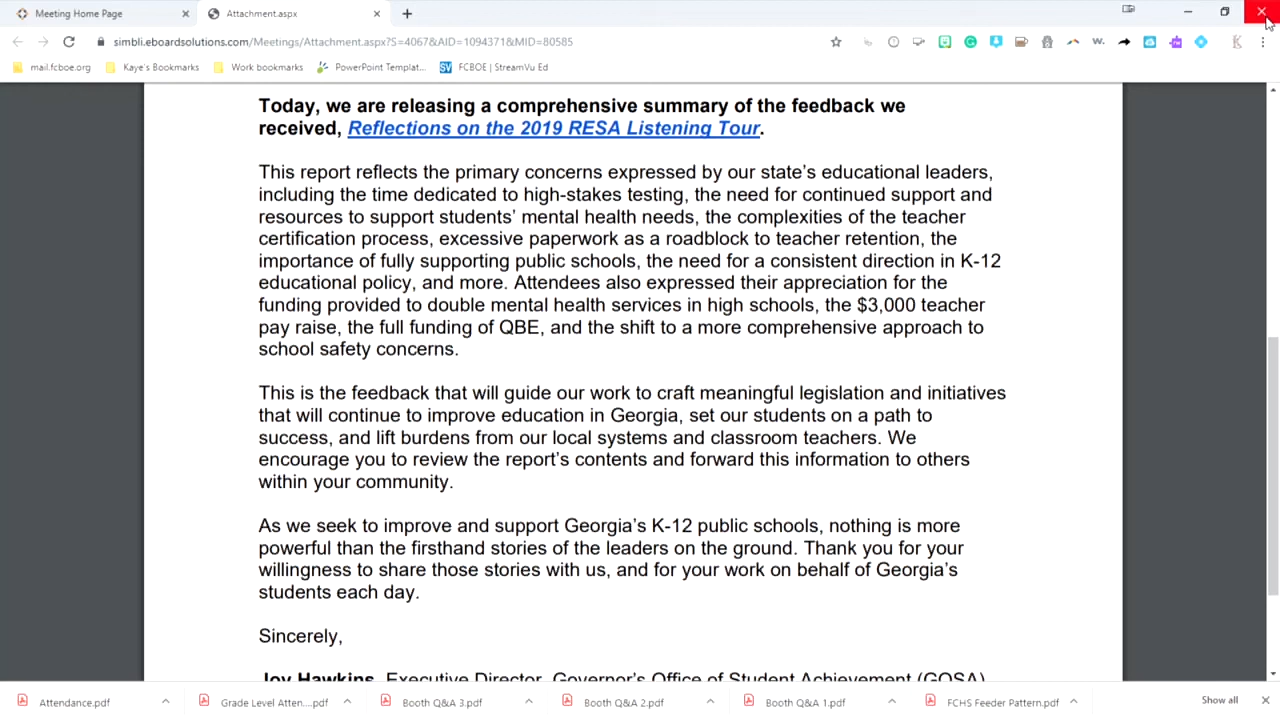 Meeting Home Page
Attachment.aspx
simbli.eboardsolutions.com/Meetings/Attachment.aspx?S=4067&AID=1094371&MID=80585
mail.fcboe.org Kaye's Bookmarks Work bookmarks PowerPoint Templat... SV FCBOE | StreamVu Ed
Today, we are releasing a comprehensive summary of the feedback we
received, Reflections on the 2019 RESA Listening Tour.
This report reflects the primary concerns expressed by our state's educational leaders,
including the time dedicated to high-stakes testing, the need for continued support and
resources to support students' mental health needs, the complexities of the teacher
certification process, excessive paperwork as a roadblock to teacher retention, the
importance of fully supporting public schools, the need for a consistent direction in K-12
educational policy, and more. Attendees also expressed their appreciation for the
funding provided to double mental health services in high schools, the $3,000 teacher
pay raise, the full funding of QBE, and the shift to a more comprehensive approach to
school safety concerns.
This is the feedback that will guide our work to craft meaningful legislation and initiatives
that will continue to improve education in Georgia, set our students on a path to
success, and lift burdens from our local systems and classroom teachers. We
encourage you to review the report's contents and forward this information to others
within your community.
As we seek to improve and support Georgia's K-12 public schools, nothing is more
powerful than the firsthand stories of the leaders on the ground. Thank you for your
willingness to share those stories with us, and for your work on behalf of Georgia's
students each day.
Sincerely,
Joy Hawkins, Executive Director, Governor's Office of Student Achievement (GOSA)
Attendance.pdf Grade Level Atten....pdf Booth Q&A 3.pdf Booth Q&A 2.pdf Booth Q&A 1.pdf FCHS Feeder Pattern.pdf Show all